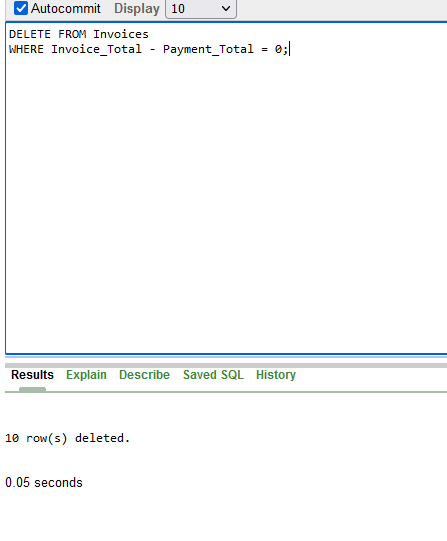 Autocommit Display 10
DELETE FROM Invoices
WHERE Invoice_Total - Payment_Total = 0;
Results Explain Describe Saved SQL History
10 row(s) deleted.
0.05 seconds